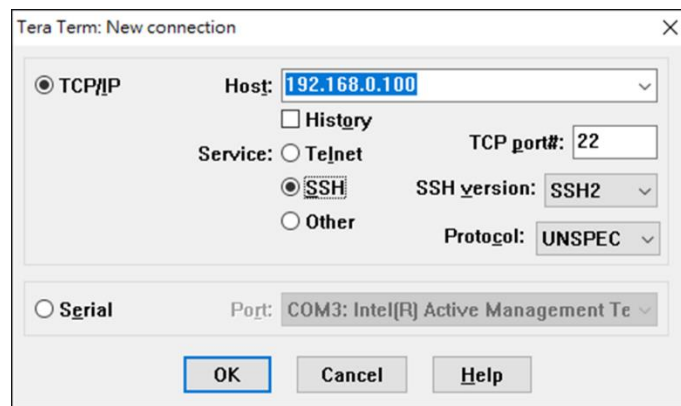 Tera Term: New connection
TCP/IP
Host: 192.168.0.100
History
Service: Telnet
TCP port#: 22
SSH
SSH version: SSH2
Other
Protocol: UNSPEC
Serial
Port: COM3: Intel(R) Active Management Te
OK Cancel Help